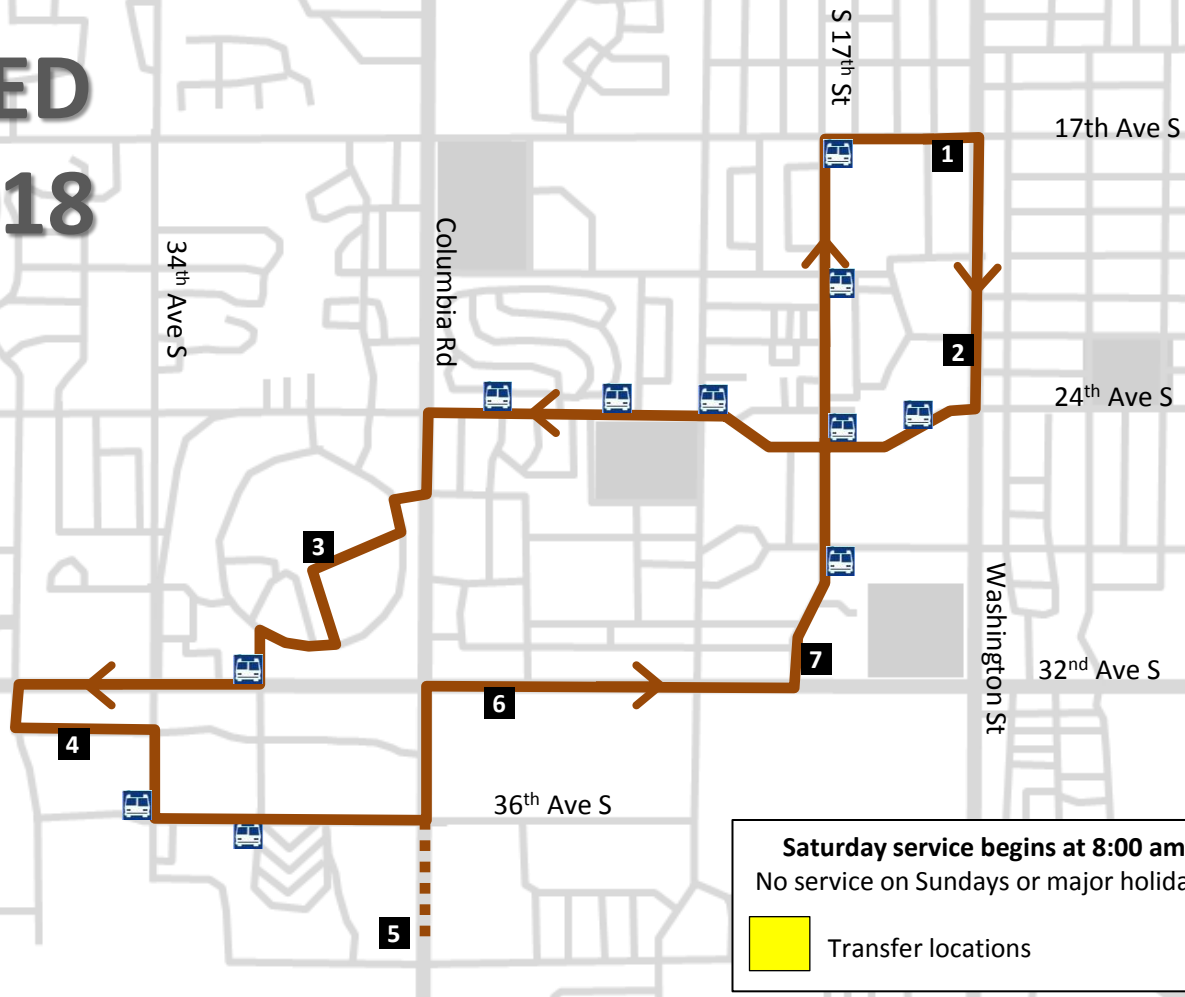 ED
18
S 17th St
17th Ave S
1
34th Ave S
Columbia Rd
2
24th Ave S
3
Washington St
7
32nd Ave S
6
4
36th Ave S
5
Saturday service begins at 8:00 am
No service on Sundays or major holida
Transfer locations